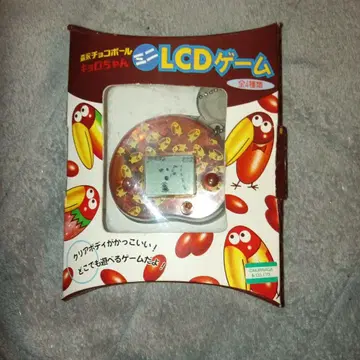 森永チョコボール
キョロちゃん
ミニLCDゲーム
全4種類
クリアボディがかっこいい!
どこでも遊べるゲームだよ!